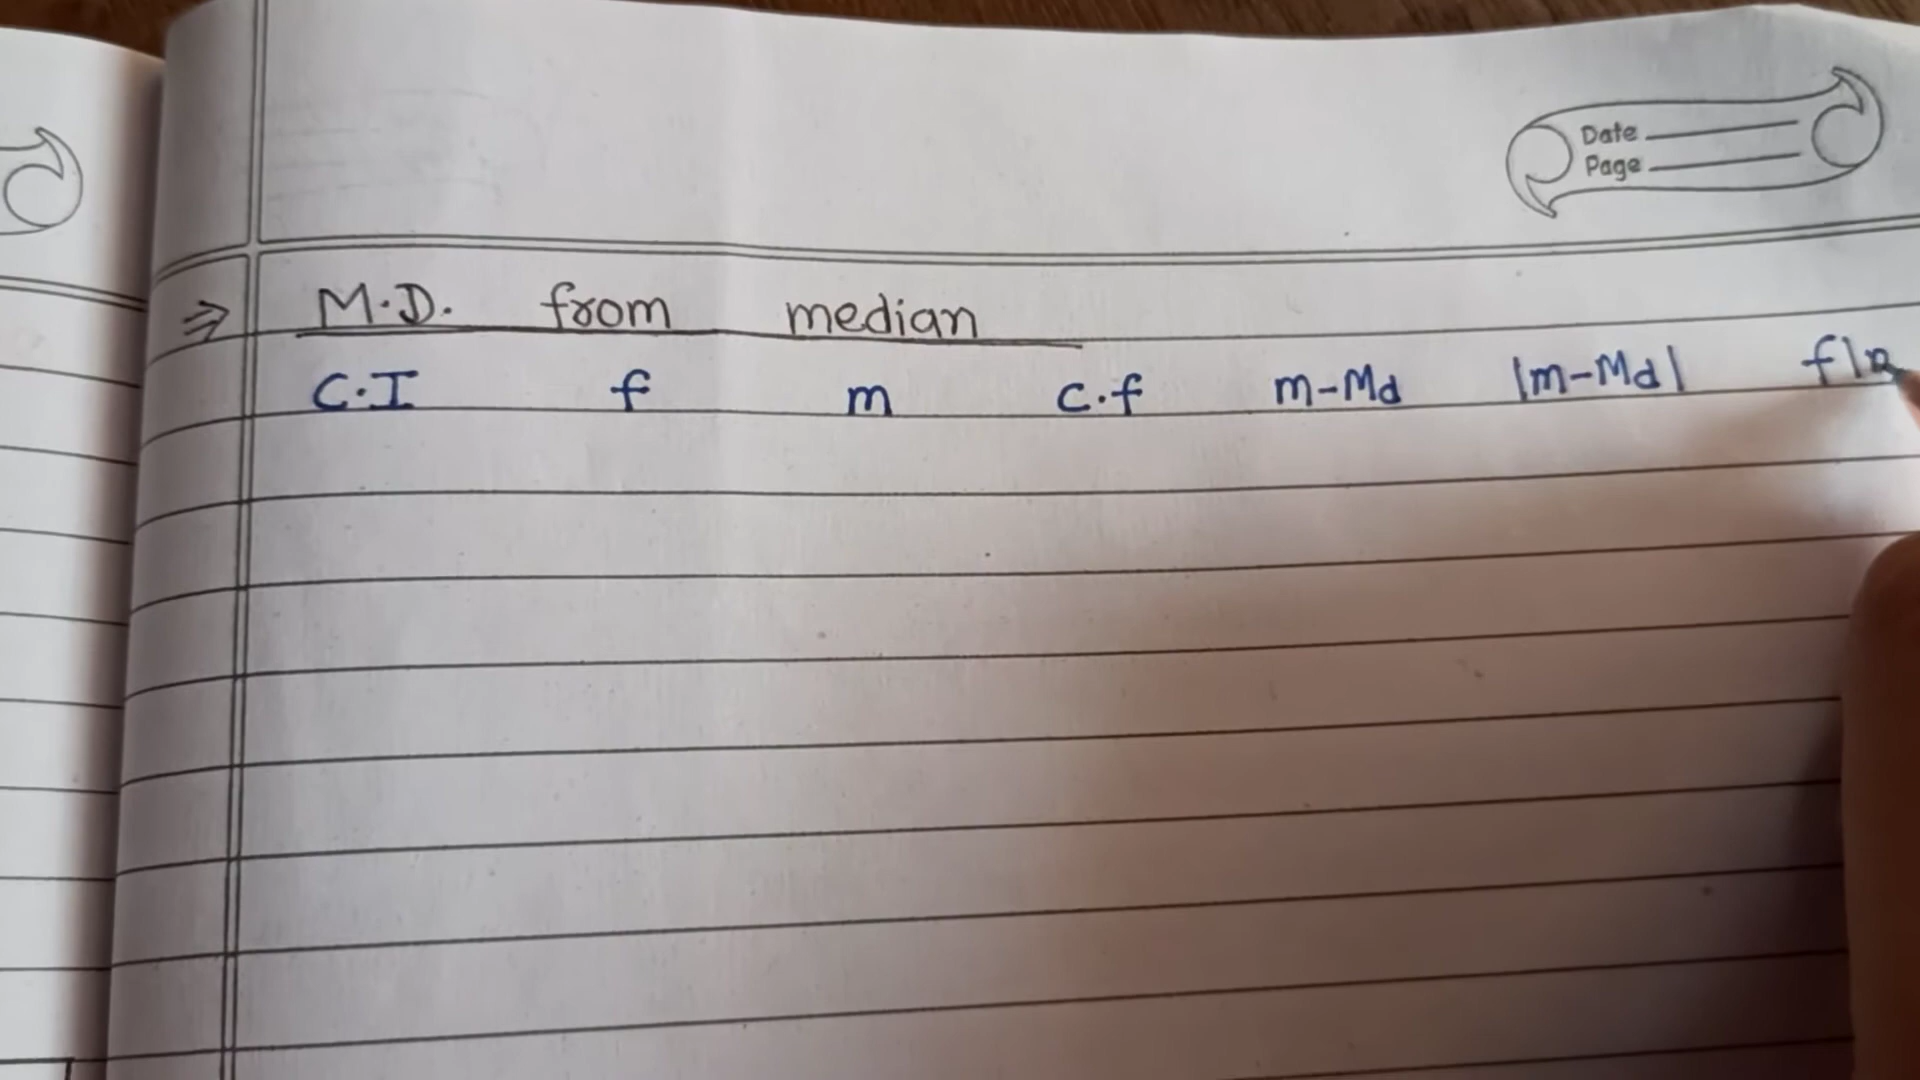 Date
Page
⇒ M.D. from median
C.I f m c.f m-Md |m-Md| f|